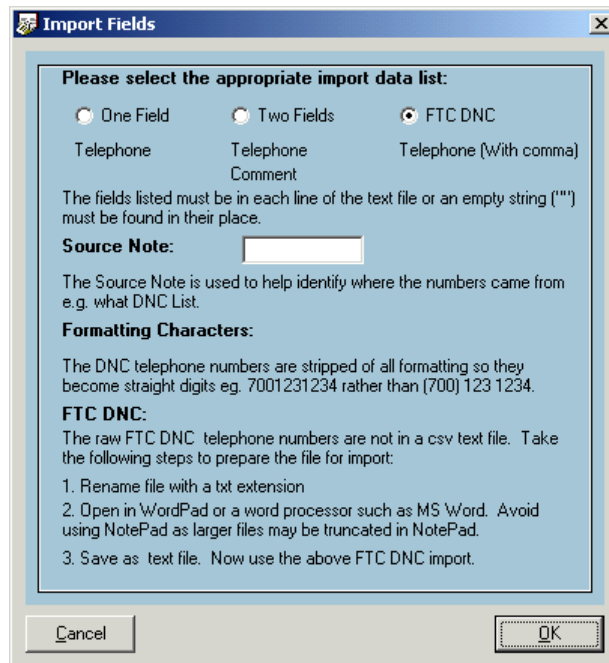 Import Fields
Please select the appropriate import data list:
One Field Two Fields FTC DNC
Telephone Telephone Telephone (With comma)
Comment
The fields listed must be in each line of the text file or an empty string ("")
must be found in their place.
Source Note:
The Source Note is used to help identify where the numbers came from
e.g. what DNC List.
Formatting Characters:
The DNC telephone numbers are stripped of all formatting so they
become straight digits eg. 7001231234 rather than (700) 123 1234.
FTC DNC:
The raw FTC DNC  telephone numbers are not in a csv text file.  Take
the following steps to prepare the file for import:
1. Rename file with a txt extension
2. Open in WordPad or a word processor such as MS Word.  Avoid
using NotePad as larger files may be truncated in NotePad.
3. Save as  text file.  Now use the above FTC DNC import.
Cancel OK